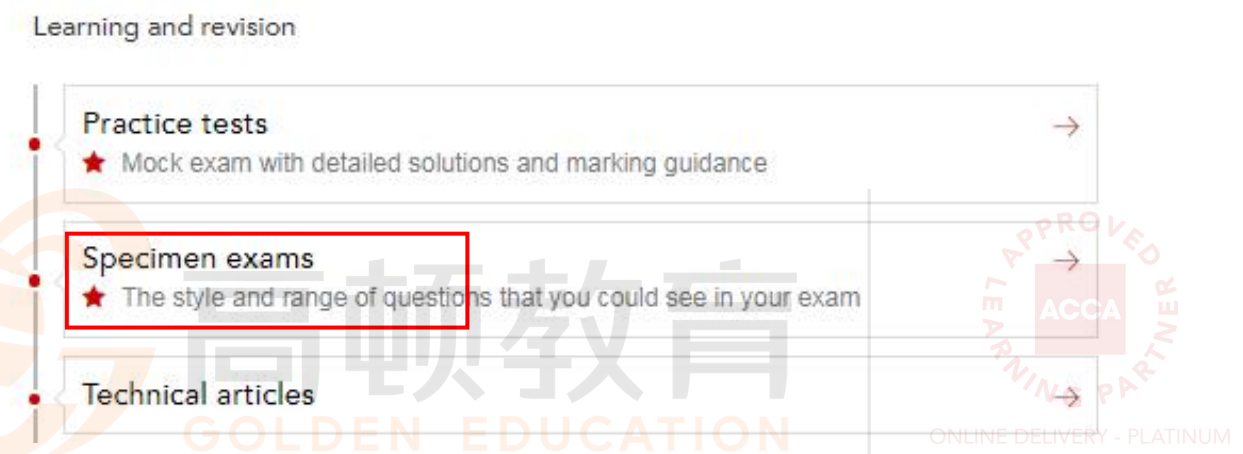 Learning and revision
Practice tests
Mock exam with detailed solutions and marking guidance
Specimen exams
The style and range of questions that you could see in your exam
Technical articles
高顿教育
GOLDEN EDUCATION
APPROVED LEARNING PARTNER
ACCA
ONLINE DELIVERY - PLATINUM